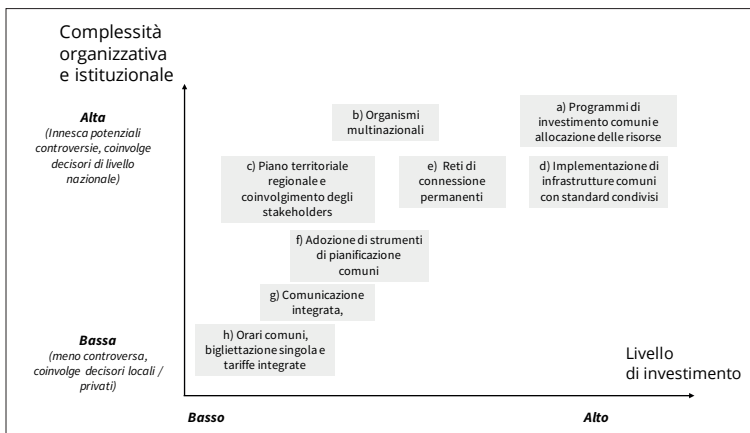 Complessità
organizzativa
e istituzionale
Alta
(Innesca potenziali
controversie, coinvolge
decisori di livello
nazionale)
a) Programmi di
investimento comuni e
allocazione delle risorse
b) Organismi
multinazionali
c) Piano territoriale
regionale e
coinvolgimento degli
stakeholders
e) Reti di
connessione
permanenti
d) Implementazione di
infrastrutture comuni
con standard condivisi
f) Adozione di strumenti
di pianificazione
comuni
g) Comunicazione
integrata,
Bassa
(meno controversa,
coinvolge decisori locali /
privati)
h) Orari comuni,
bigliettazione singola e
tariffe integrate
Livello
di investimento
Basso
Alto